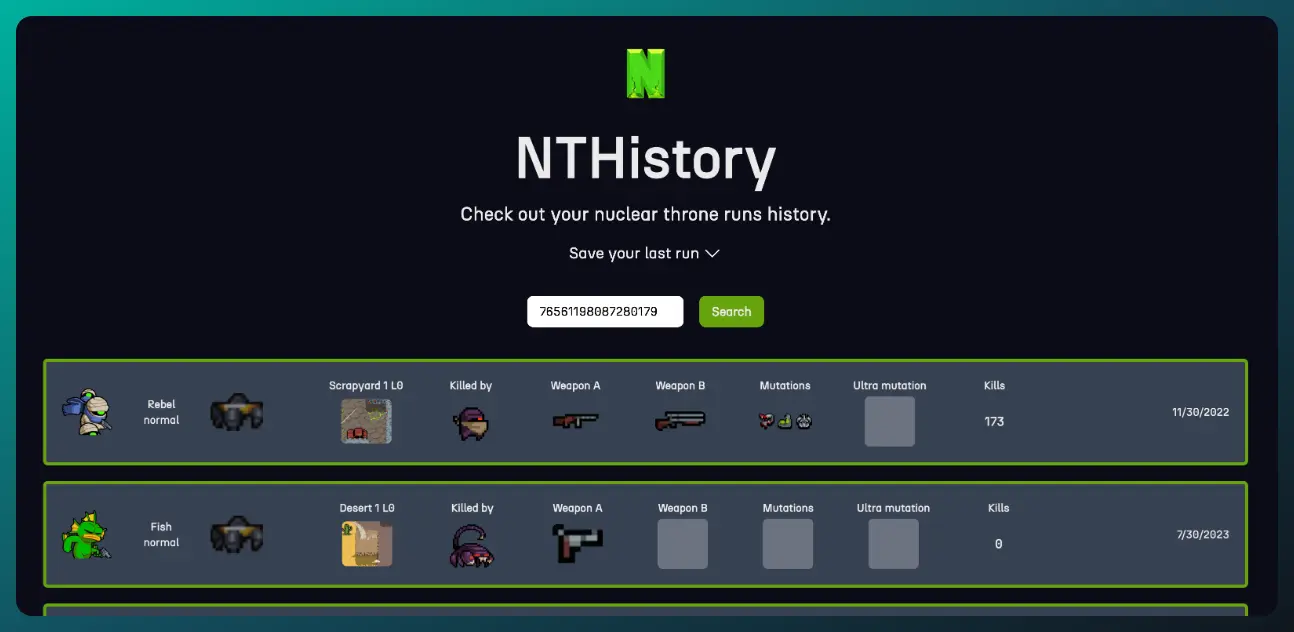 N
NTHistory
Check out your nuclear throne runs history.
Save your last run
76561198087280179 Search
Rebel
normal
Scrapyard 1 L0 Killed by Weapon A Weapon B Mutations Ultra mutation Kills
173
11/30/2022
Fish
normal
Desert 1 L0 Killed by Weapon A Weapon B Mutations Ultra mutation Kills
0
7/30/2023